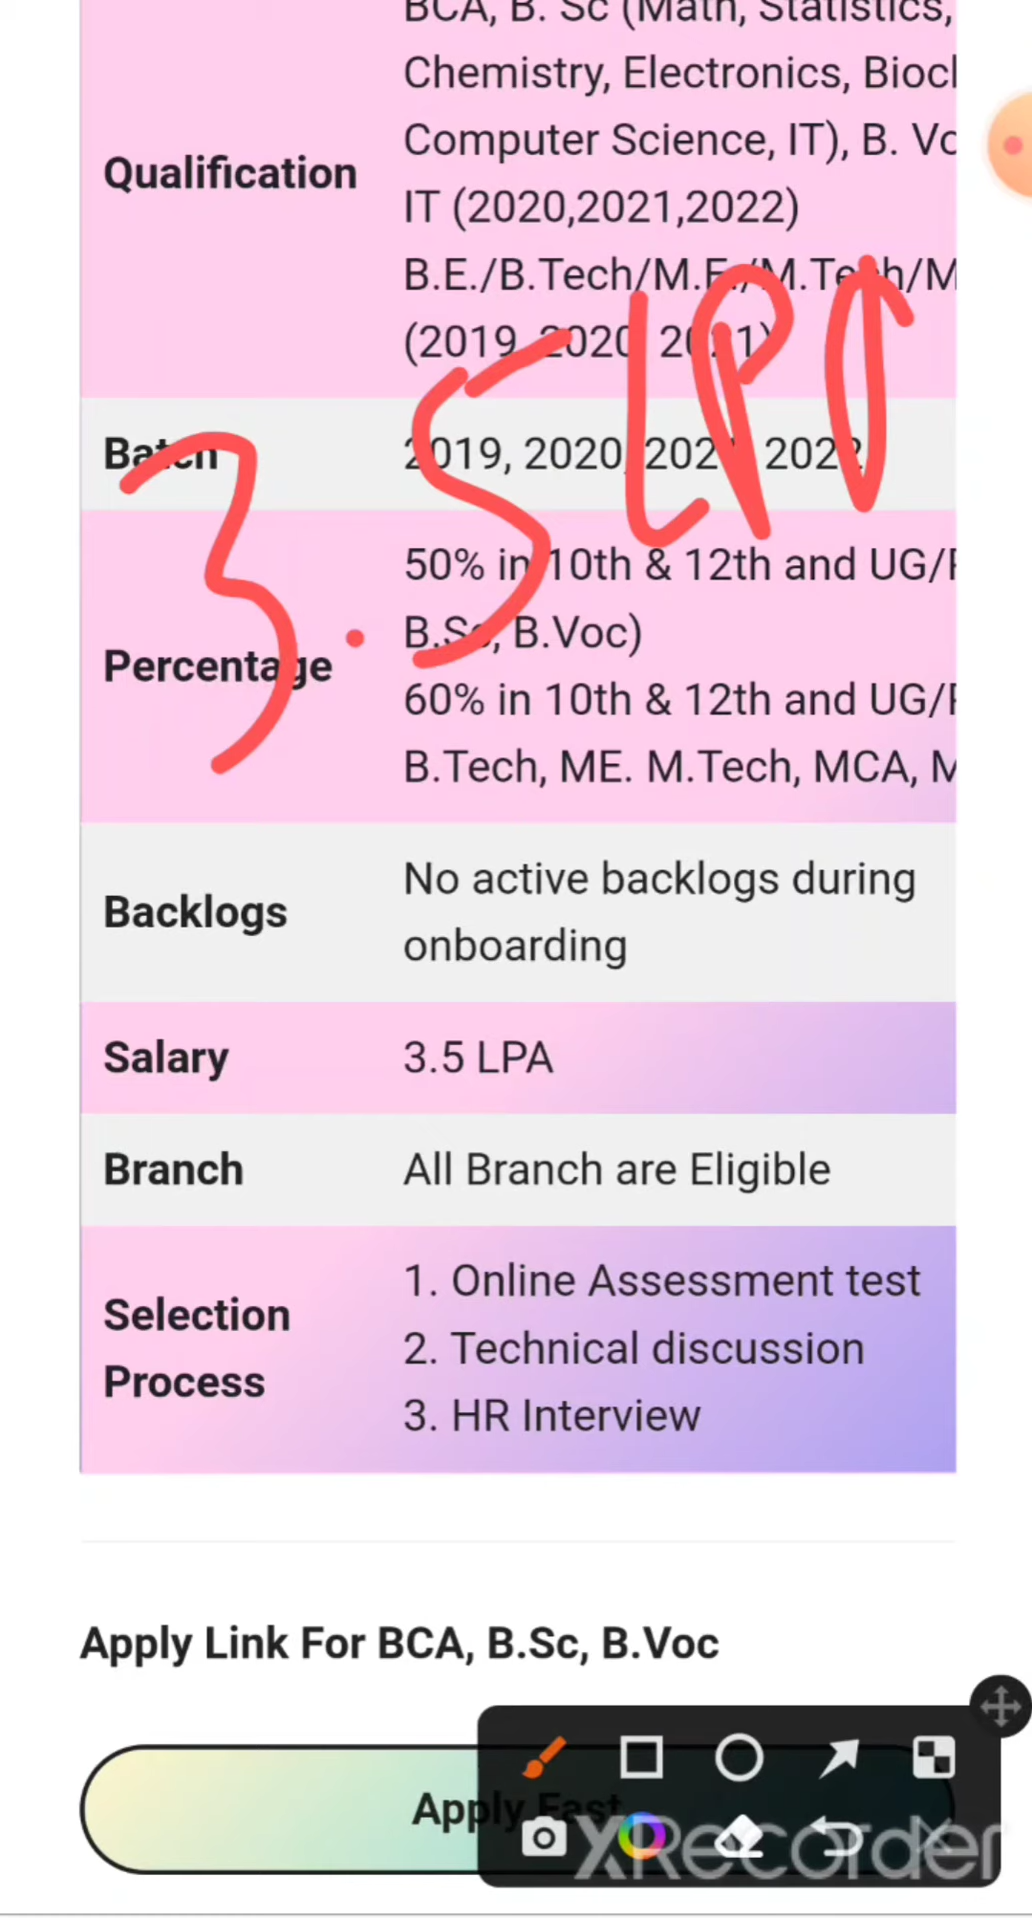 BCA, B. Sc (Math, Statistics,
Chemistry, Electronics, Bioc
Computer Science, IT), B. Vo
Qualification
IT (2020,2021,2022)
B.E./B.Tech/M.E./M.Tech/M
(2019, 2020, 2021)
3.5 LPA
Batch
2019, 2020, 2021, 2022
Percentage
50% in 10th & 12th and UG/
B.Sc, B.Voc)
60% in 10th & 12th and UG/
B.Tech, ME. M.Tech, MCA, M
Backlogs
No active backlogs during
onboarding
Salary
3.5 LPA
Branch
All Branch are Eligible
Selection
Process
1. Online Assessment test
2. Technical discussion
3. HR Interview
Apply Link For BCA, B.Sc, B.Voc
Apply Fast
XRecorder